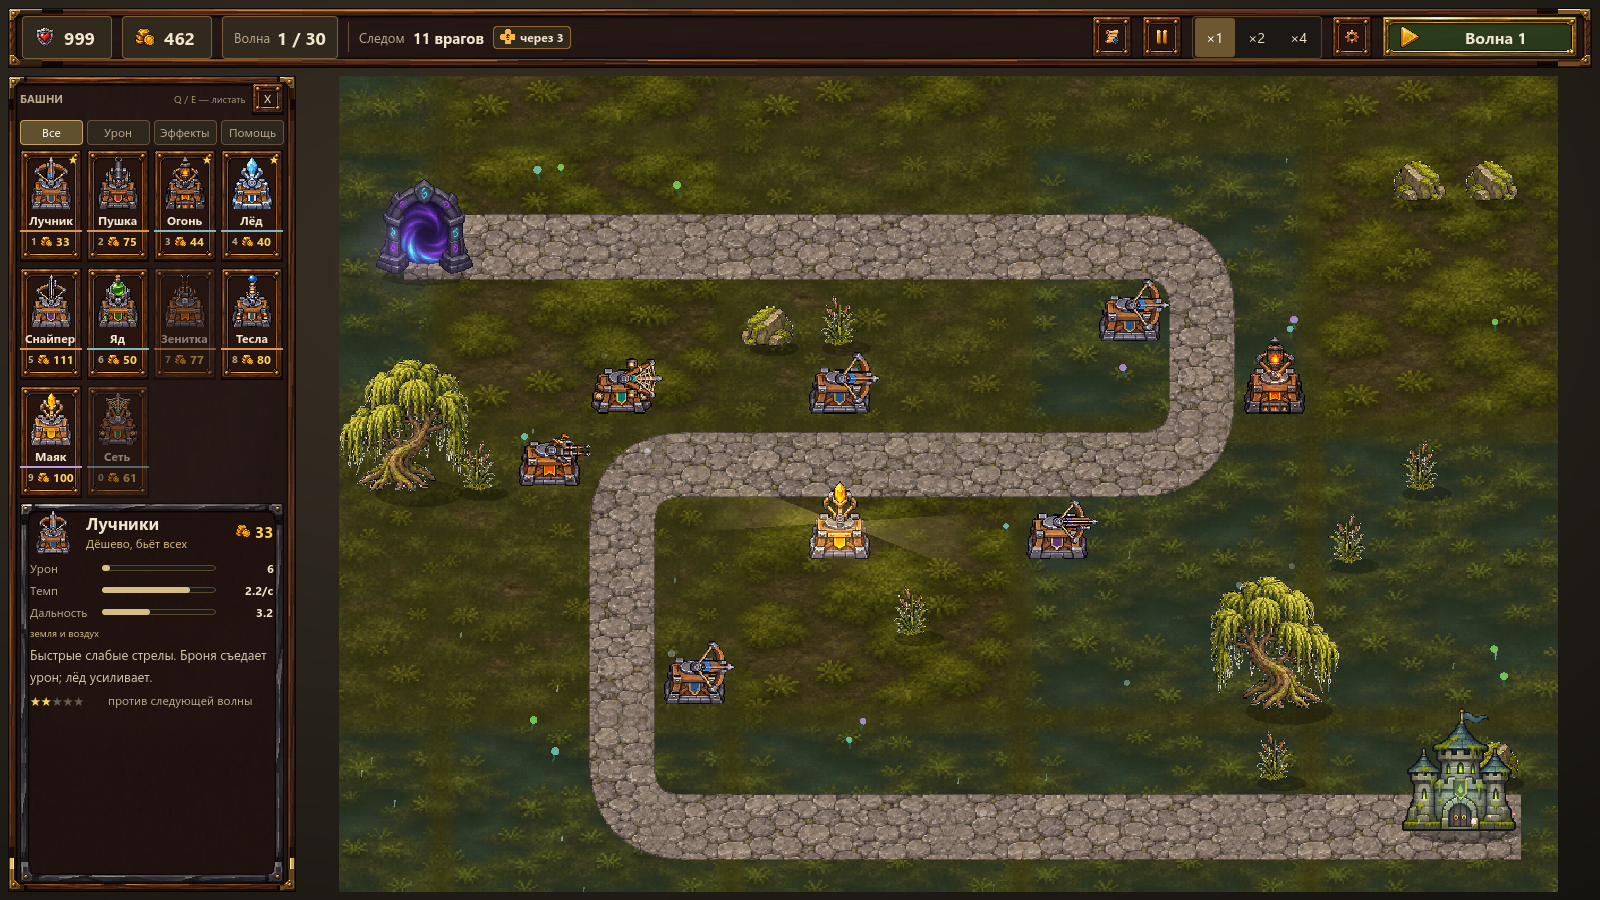 999 462 Волна 1 / 30 Следом 11 врагов через 3 ×1 ×2 ×4 Волна 1
БАШНИ Q / E — листать X
Все Урон Эффекты Помощь
Лучник Пушка Огонь Лёд
1 33 2 75 3 44 4 40
Снайпер Яд Зенитка Тесла
5 111 6 50 7 77 8 80
Маяк Сеть
9 100 0 61
Лучники 33
Дёшево, бьёт всех
Урон 6
Темп 2.2/с
Дальность 3.2
земля и воздух
Быстрые слабые стрелы. Броня съедает
урон; лёд усиливает.
против следующей волны